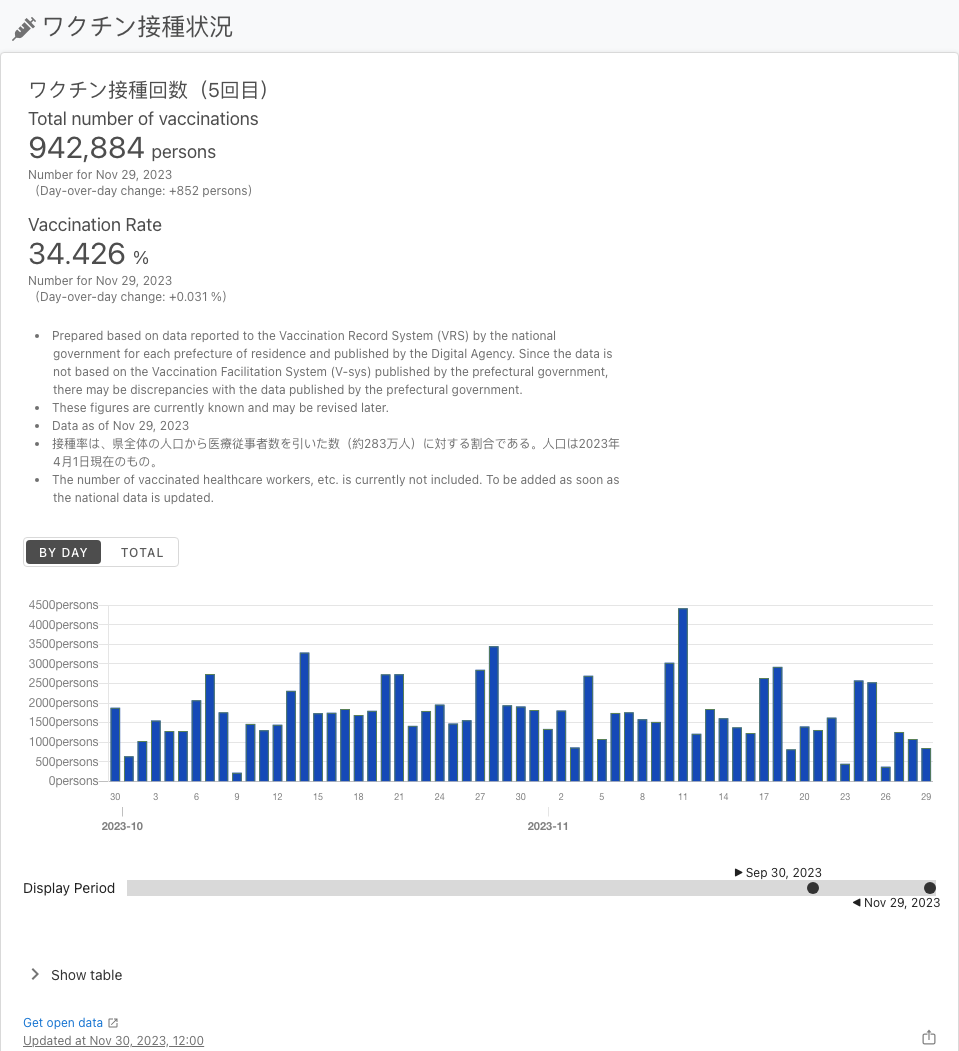 ワクチン接種状況
ワクチン接種回数（5回目）
Total number of vaccinations
942,884 persons
Number for Nov 29, 2023
（Day-over-day change: +852 persons）
Vaccination Rate
34.426 %
Number for Nov 29, 2023
（Day-over-day change: +0.031 %）
• Prepared based on data reported to the Vaccination Record System (VRS) by the national
government for each prefecture of residence and published by the Digital Agency. Since the data is
not based on the Vaccination Facilitation System (V-sys) published by the prefectural government,
there may be discrepancies with the data published by the prefectural government.
• These figures are currently known and may be revised later.
• Data as of Nov 29, 2023
• 接種率は、県全体の人口から医療従事者数を引いた数（約283万人）に対する割合である。人口は2023年
4月1日現在のもの。
• The number of vaccinated healthcare workers, etc. is currently not included. To be added as soon as
the national data is updated.
BY DAY TOTAL
4500persons
4000persons
3500persons
3000persons
2500persons
2000persons
1500persons
1000persons
500persons
0persons
30 3 6 9 12 15 18 21 24 27 30 2 5 8 11 14 17 20 23 26 29
2023-10 2023-11
Sep 30, 2023
Display Period
Nov 29, 2023
Show table
Get open data
Updated at Nov 30, 2023, 12:00